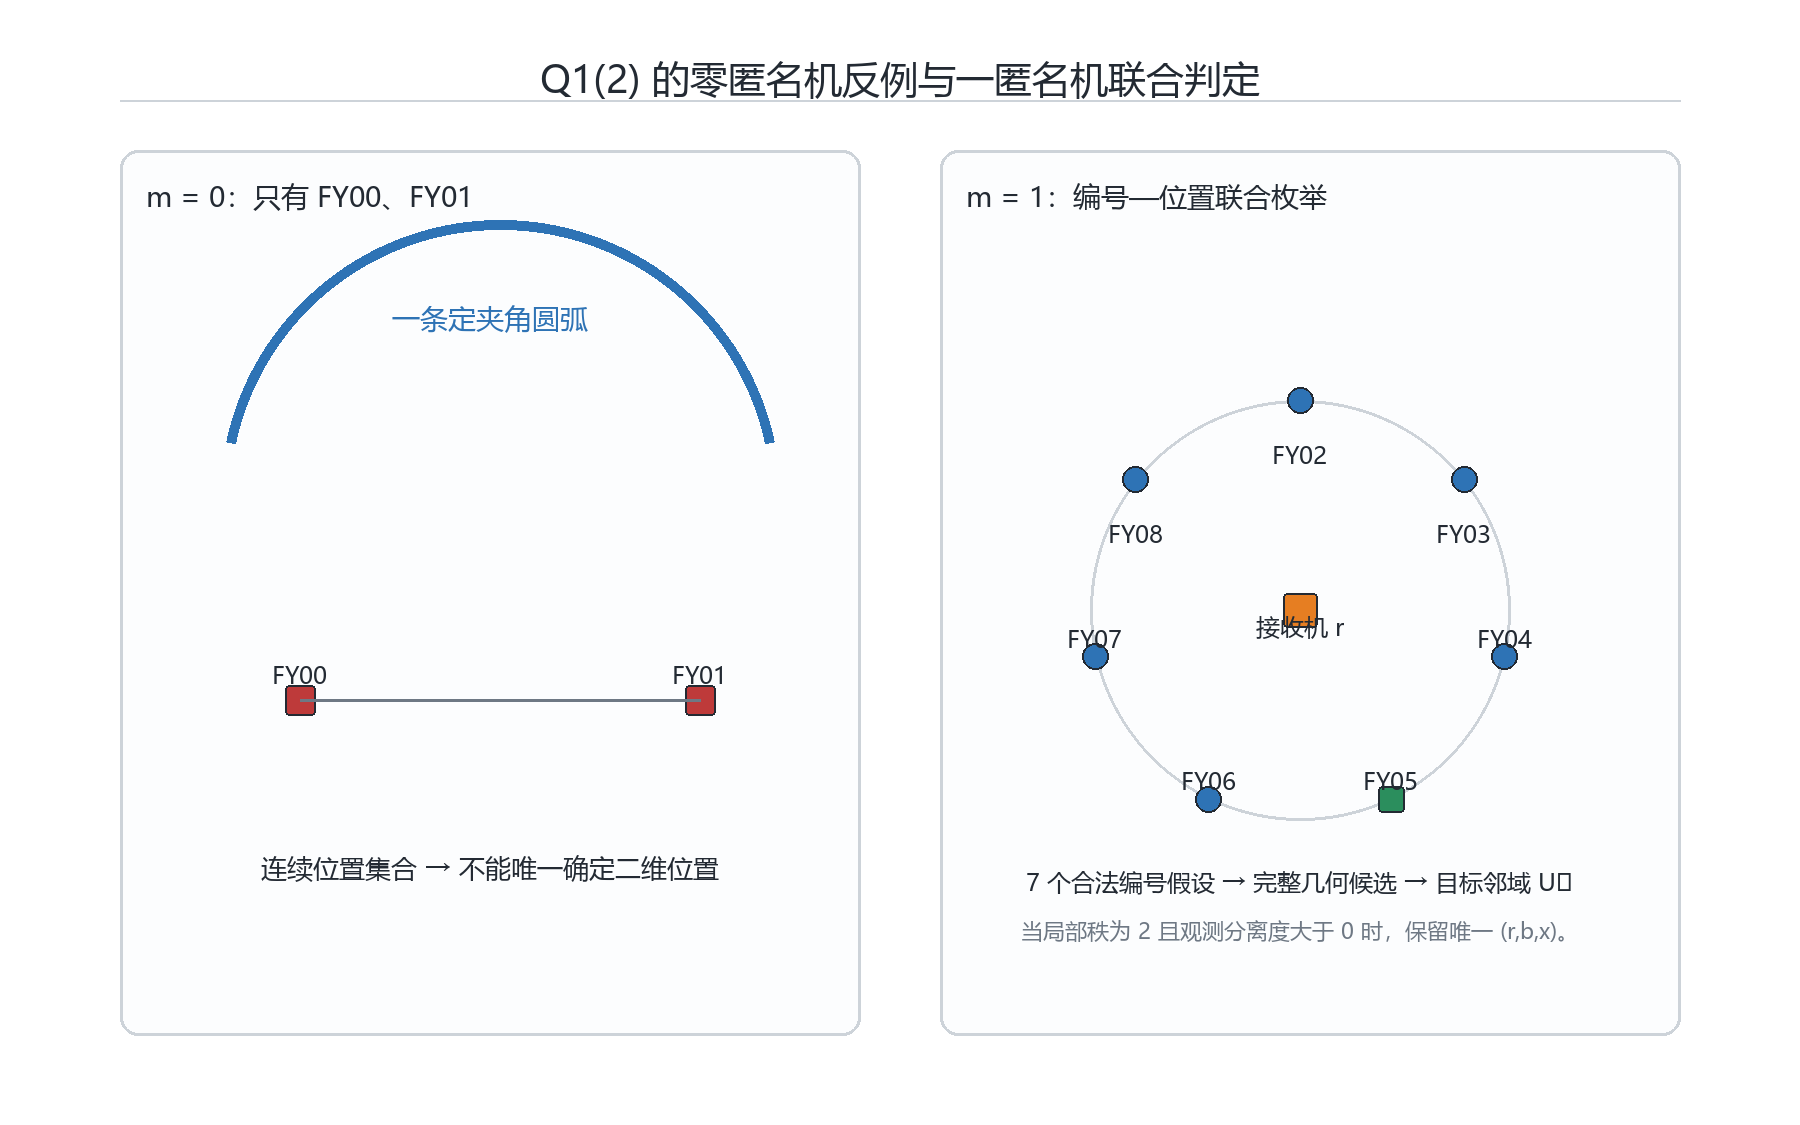 Q1(2) 的零匿名机反例与一匿名机联合判定
m = 0：只有 FY00、FY01
一条定夹角圆弧
FY00
FY01
连续位置集合 → 不能唯一确定二维位置
m = 1：编号—位置联合枚举
FY02
FY08
FY03
接收机 r
FY07
FY04
FY06
FY05
7 个合法编号假设 → 完整几何候选 → 目标邻域 U▯
当局部秩为 2 且观测分离度大于 0 时，保留唯一 (r,b,x)。